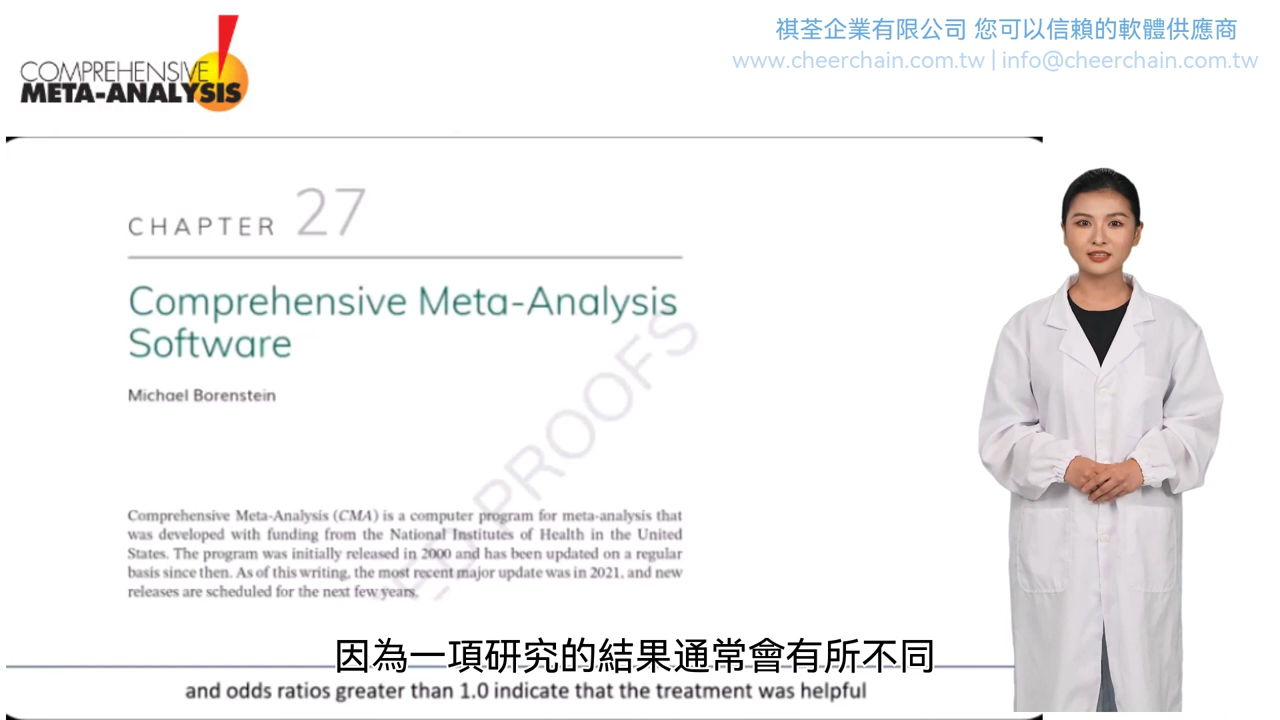 COMPREHENSIVE
META-ANALYSIS
祺荃企業有限公司 您可以信賴的軟體供應商
www.cheerchain.com.tw | info@cheerchain.com.tw
CHAPTER 27
Comprehensive Meta-Analysis
Software
Michael Borenstein
Comprehensive Meta-Analysis (CMA) is a computer program for meta-analysis that
was developed with funding from the National Institutes of Health in the United
States. The program was initially released in 2000 and has been updated on a regular
basis since then. As of this writing, the most recent major update was in 2021, and new
releases are scheduled for the next few years.
PROOFS
因為一項研究的結果通常會有所不同
and odds ratios greater than 1.0 indicate that the treatment was helpful